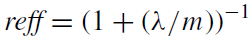 reff = (1 + (λ/m))⁻¹